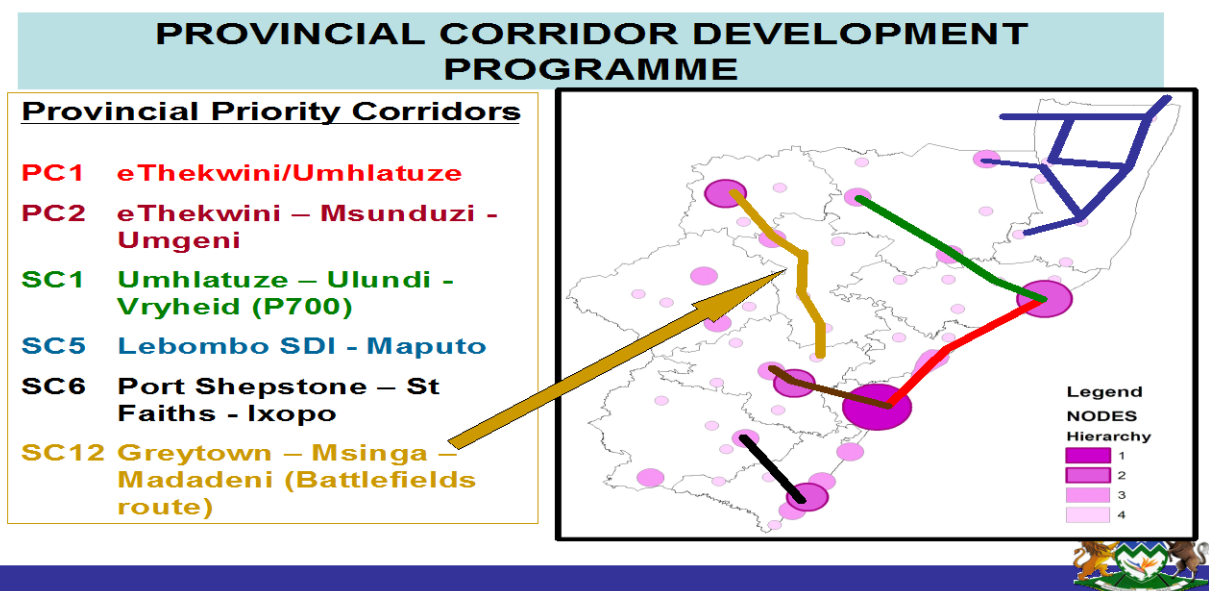 PROVINCIAL CORRIDOR DEVELOPMENT
PROGRAMME
Provincial Priority Corridors
PC1 eThekwini/Umhlatuze
PC2 eThekwini – Msunduzi -
Umgeni
SC1 Umhlatuze – Ulundi -
Vryheid (P700)
SC5 Lebombo SDI - Maputo
SC6 Port Shepstone – St
Faiths - Ixopo
SC12 Greytown – Msinga –
Madadeni (Battlefields
route)
Legend
NODES
Hierarchy
1
2
3
4